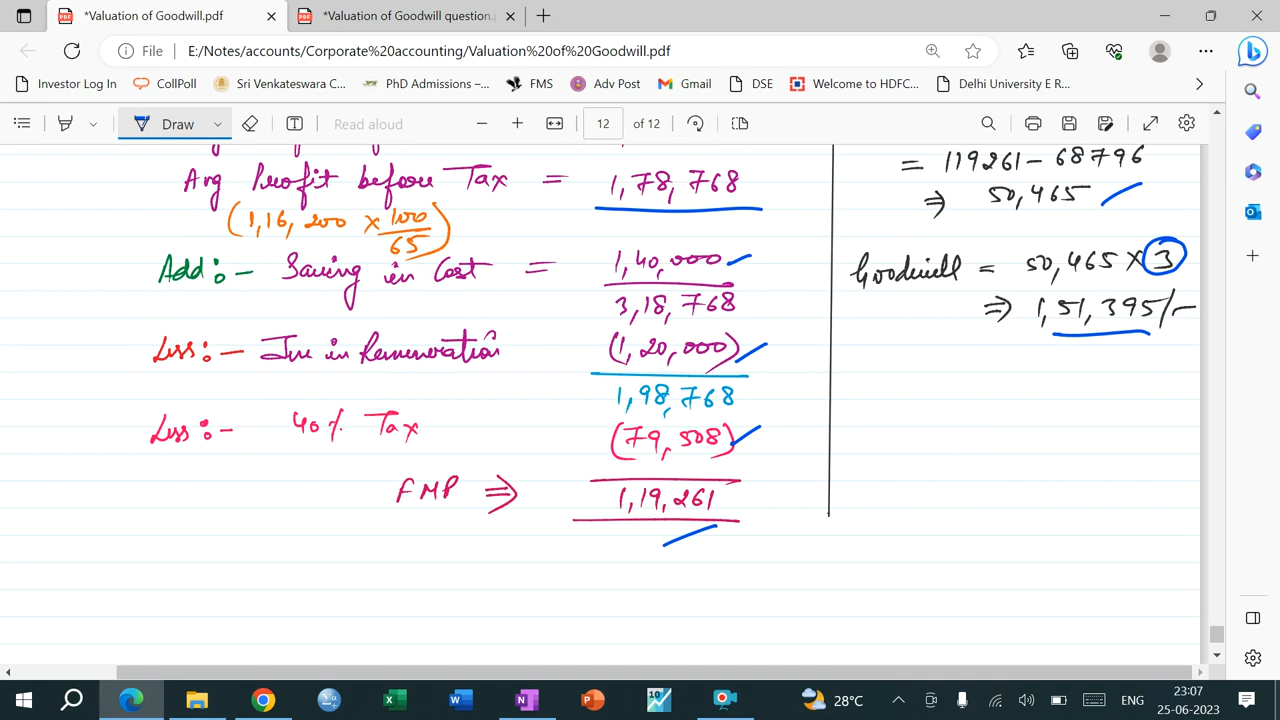 *Valuation of Goodwill.pdf
*Valuation of Goodwill question.
File
E:/Notes/accounts/Corporate%20accounting/Valuation%20of%20Goodwill.pdf
Investor Log In
CollPoll
Sri Venkateswara C...
PhD Admissions –...
FMS
Adv Post
Gmail
DSE
Welcome to HDFC...
Delhi University E R...
Draw
Read aloud
12 of 12
Avg Profit before Tax = 1,78,768
(1,16,200 × 100/65)
Add:- Saving in Cost = 1,40,000
3,18,768
Less:- Inc in Remuneration (1,20,000)
1,98,768
Less:- 40% Tax (79,508)
FMP ⇒ 1,19,261
= 119261 - 68796
⇒ 50,465
Goodwill = 50,465 × 3
⇒ 1,51,395/-
28°C
ENG
23:07
25-06-2023